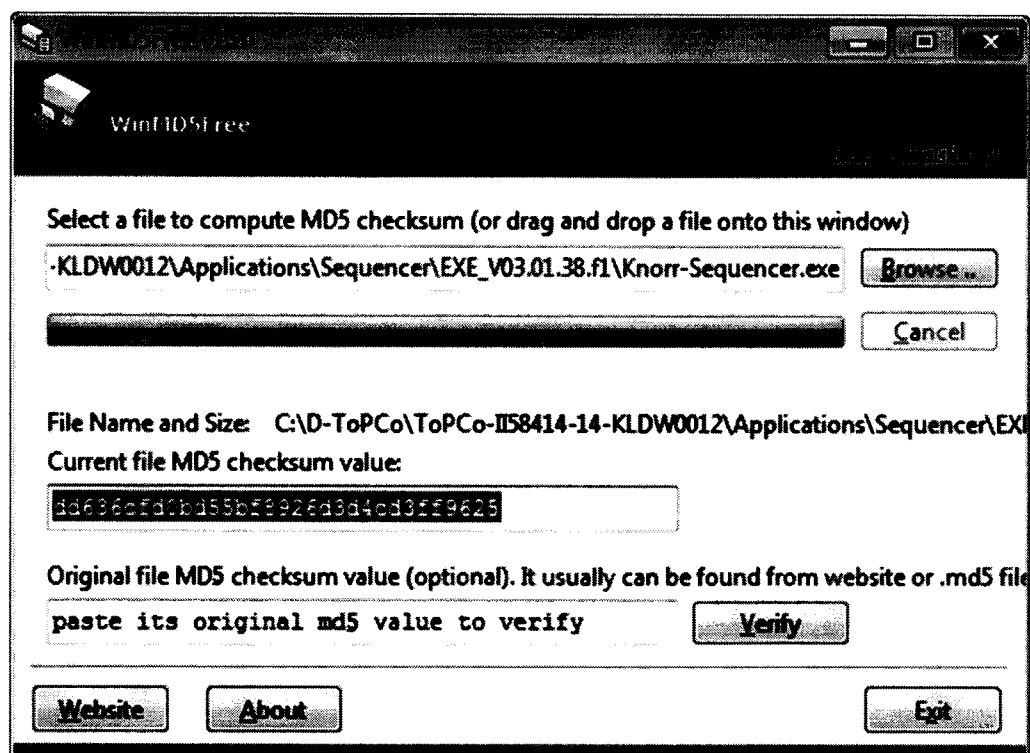 WinMD5Free
Select a file to compute MD5 checksum (or drag and drop a file onto this window)
-KLDW0012\Applications\Sequencer\EXE_V03.01.38.f1\Knorr-Sequencer.exe
Browse ..
Cancel
File Name and Size: C:\D-ToPCo\ToPCo-II58414-14-KLDW0012\Applications\Sequencer\EXE
Current file MD5 checksum value:
Original file MD5 checksum value (optional). It usually can be found from website or .md5 file
paste its original md5 value to verify
Verify
Website
About
Exit